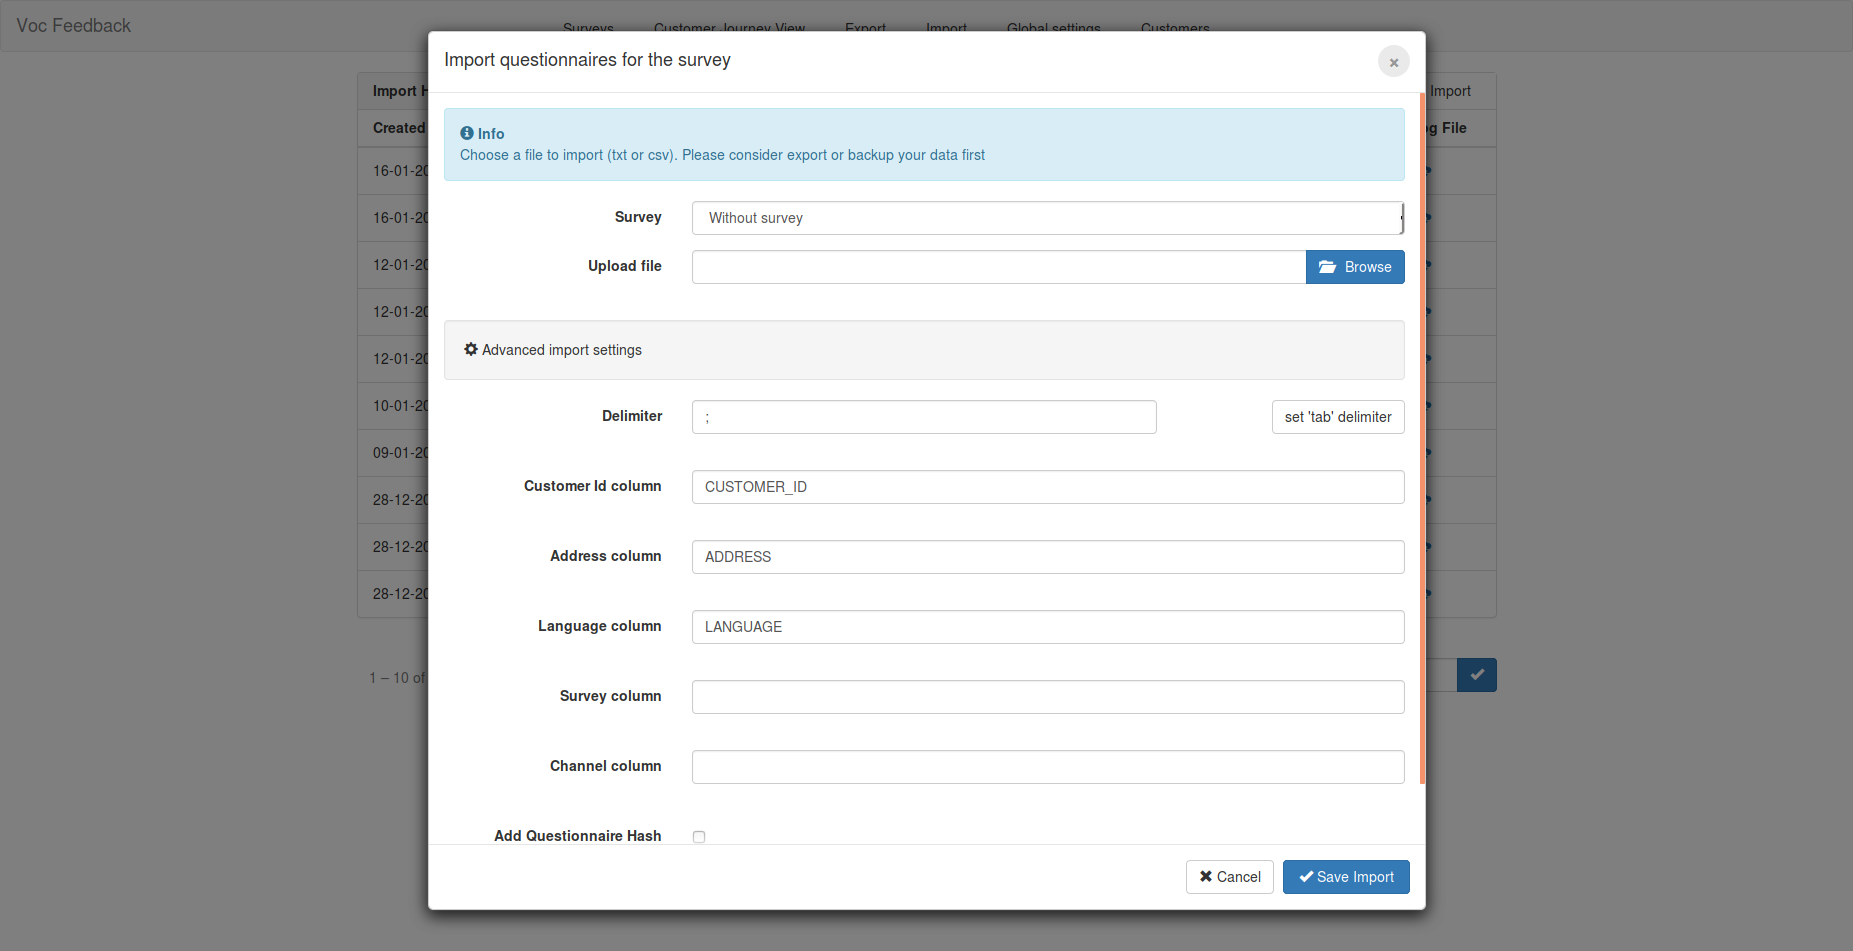 Voc Feedback
Surveys Customer Journey View Export Import Global settings Customers
Import questionnaires for the survey
×
Import
Import
Created
File
Info
Choose a file to import (txt or csv). Please consider export or backup your data first
16-01-20
Survey Without survey
16-01-20
Upload file Browse
12-01-20
12-01-20
Advanced import settings
12-01-20
10-01-20
Delimiter ; set 'tab' delimiter
09-01-20
Customer Id column CUSTOMER_ID
28-12-20
28-12-20
Address column ADDRESS
28-12-20
Language column LANGUAGE
1 – 10 of
Survey column
Channel column
Add Questionnaire Hash
Cancel Save Import